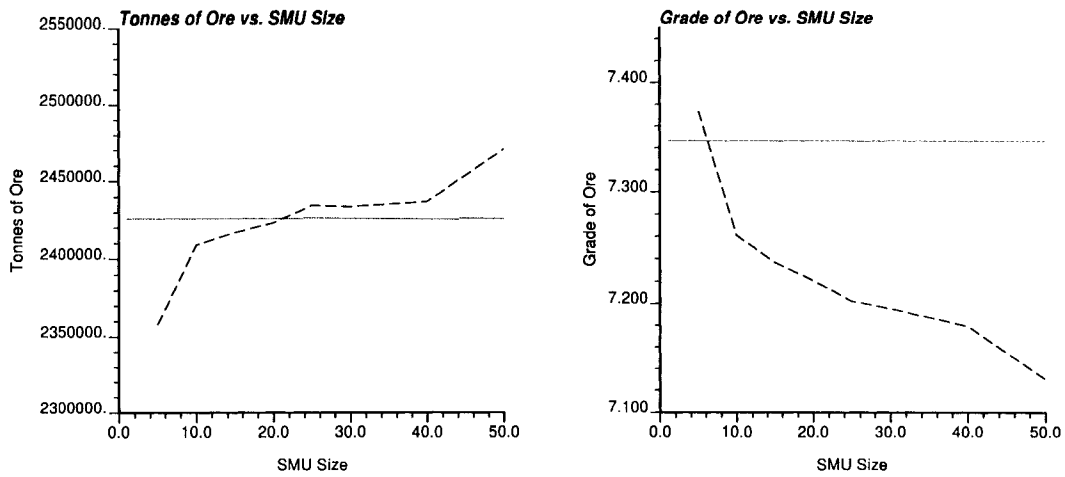 Tonnes of Ore vs. SMU Size
2550000.
2500000.
2450000.
2400000.
2350000.
2300000.
Tonnes of Ore
0.0 10.0 20.0 30.0 40.0 50.0
SMU Size
Grade of Ore vs. SMU Size
7.400
7.300
7.200
7.100
Grade of Ore
0.0 10.0 20.0 30.0 40.0 50.0
SMU Size